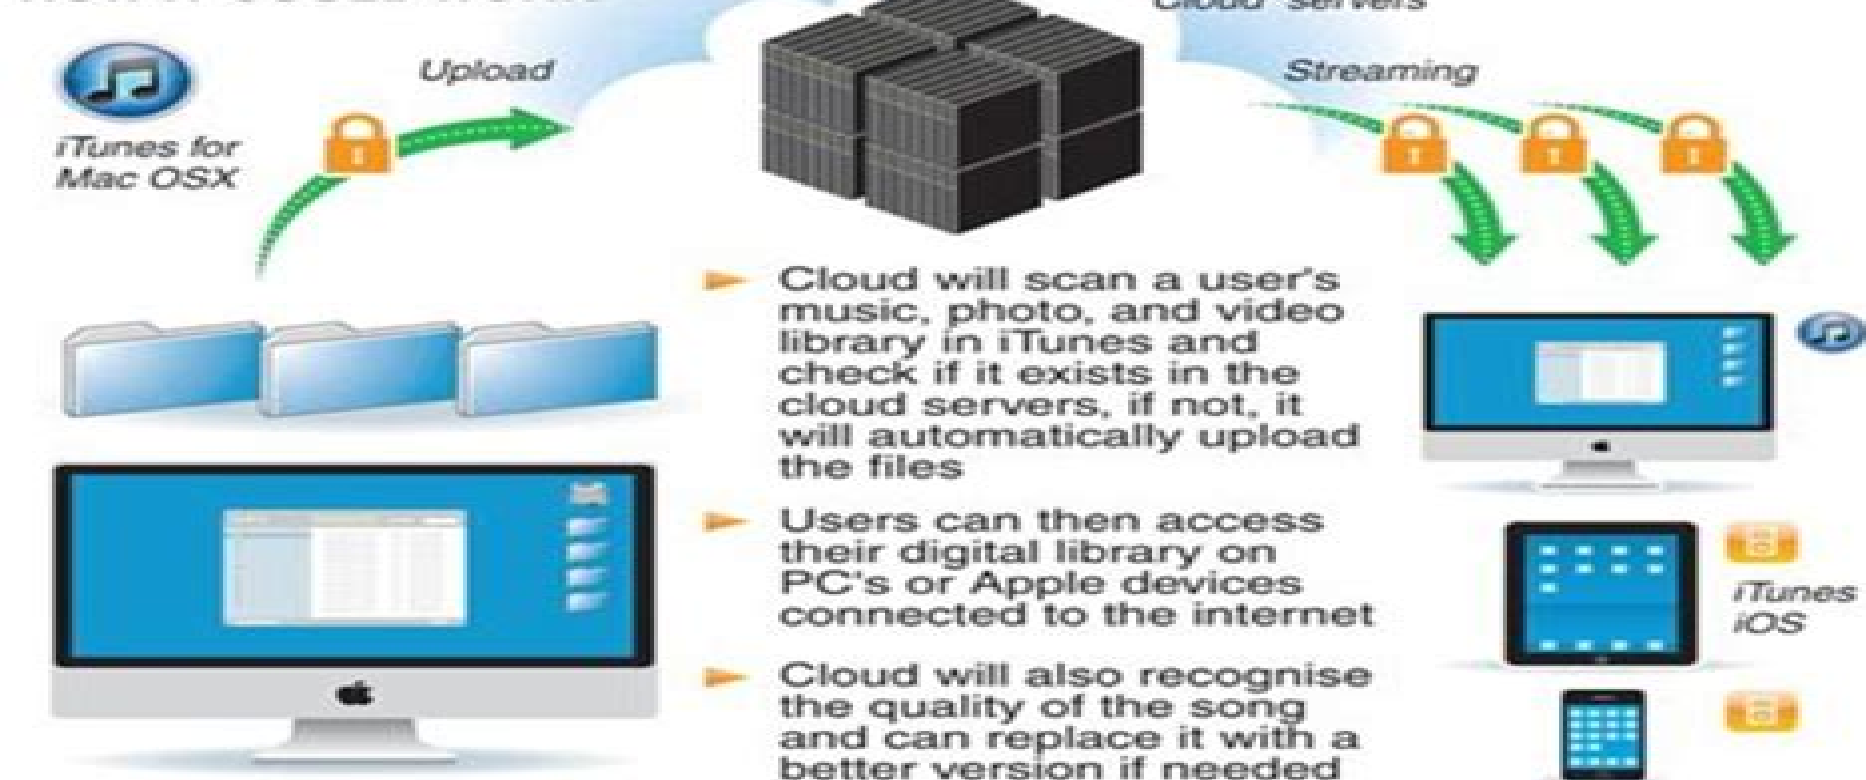 Cloud servers
Upload
Streaming
iTunes for
Mac OSX
Cloud will scan a user's
music, photo, and video
library in iTunes and
check if it exists in the
cloud servers, if not, it
will automatically upload
the files
Users can then access
their digital library on
PC's or Apple devices
connected to the internet
iTunes
iOS
Cloud will also recognise
the quality of the song
and can replace it with a
better version if needed